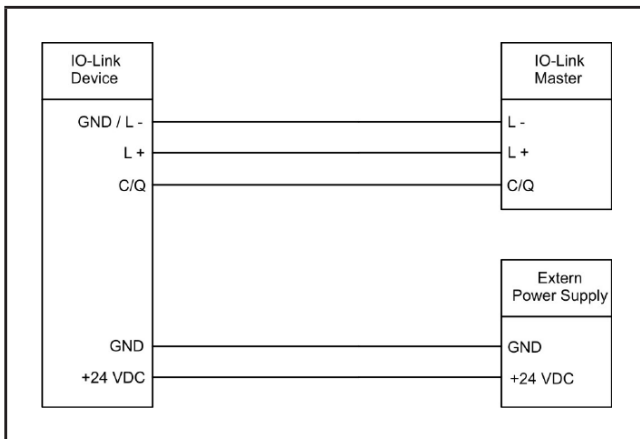 IO-Link
Device
GND / L -
L +
C/Q
GND
+24 VDC
IO-Link
Master
L -
L +
C/Q
Extern
Power Supply
GND
+24 VDC